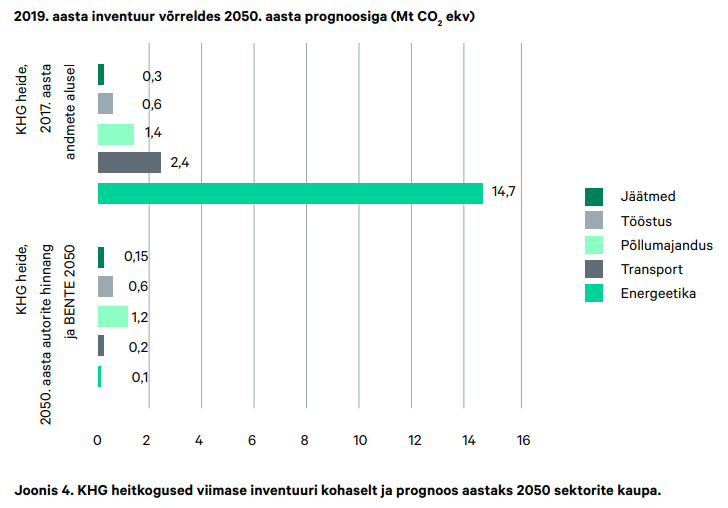 2019. aasta inventuur võrreldes 2050. aasta prognoosiga (Mt CO2 ekv)
KHG heide,
2017. aasta
andmete alusel
0,3
0,6
1,4
2,4
14,7
KHG heide,
2050. aasta autorite hinnang
ja BENTE 2050
0,15
0,6
1,2
0,2
0,1
0 2 4 6 8 10 12 14 16
Jäätmed
Tööstus
Põllumajandus
Transport
Energeetika
Joonis 4. KHG heitkogused viimase inventuuri kohaselt ja prognoos aastaks 2050 sektorite kaupa.